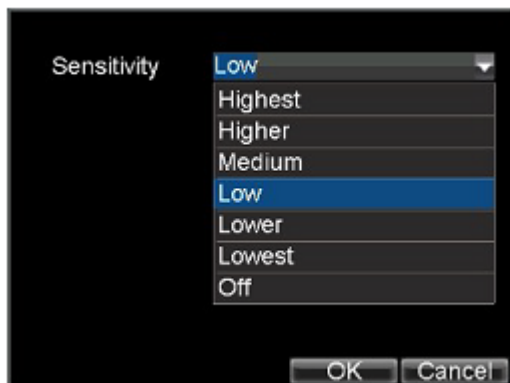 Sensitivity Low
Highest
Higher
Medium
Low
Lower
Lowest
Off
OK Cancel